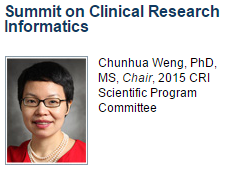 Summit on Clinical Research
Informatics
Chunhua Weng, PhD,
MS, Chair, 2015 CRI
Scientific Program
Committee